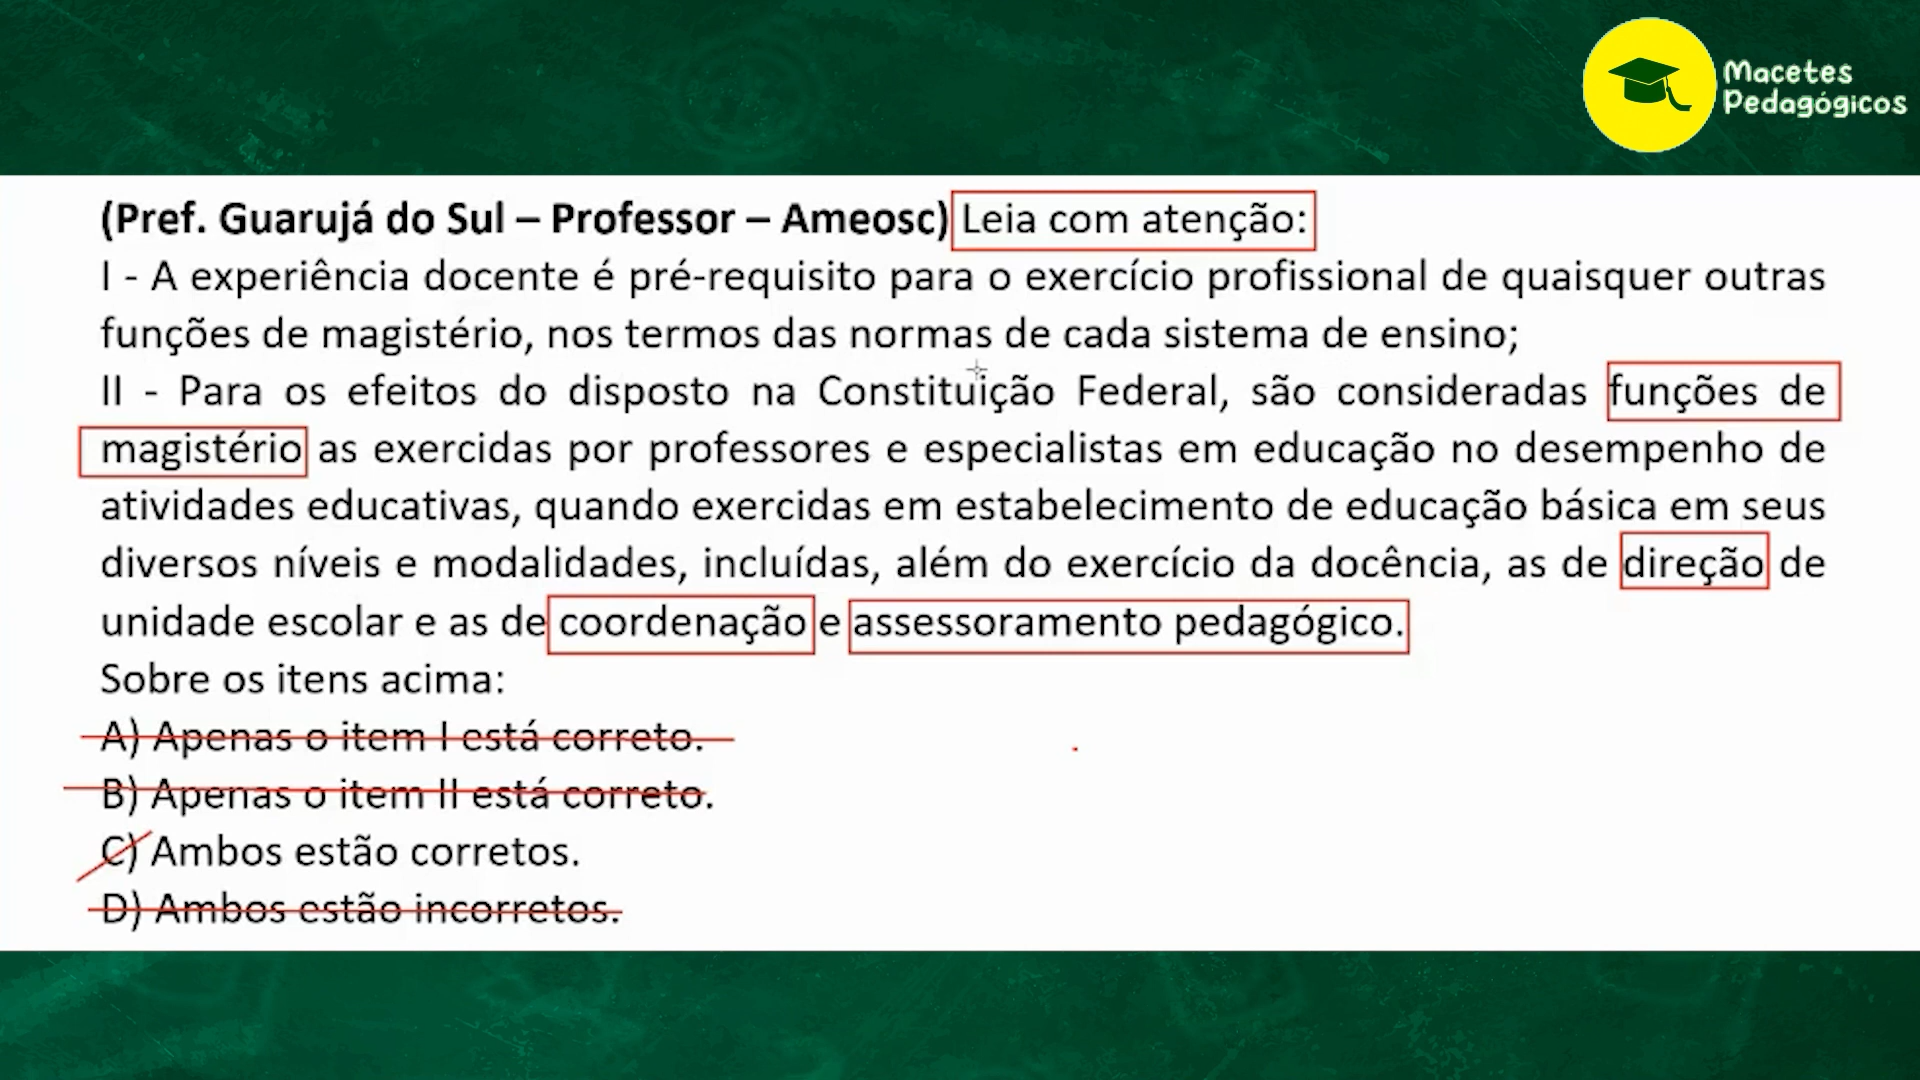 Macetes
Pedagógicos
(Pref. Guarujá do Sul – Professor – Ameosc) Leia com atenção:
I - A experiência docente é pré-requisito para o exercício profissional de quaisquer outras
funções de magistério, nos termos das normas de cada sistema de ensino;
II - Para os efeitos do disposto na Constituição Federal, são consideradas funções de
magistério as exercidas por professores e especialistas em educação no desempenho de
atividades educativas, quando exercidas em estabelecimento de educação básica em seus
diversos níveis e modalidades, incluídas, além do exercício da docência, as de direção de
unidade escolar e as de coordenação e assessoramento pedagógico.
Sobre os itens acima:
A) Apenas o item I está correto.
B) Apenas o item II está correto.
C) Ambos estão corretos.
D) Ambos estão incorretos.